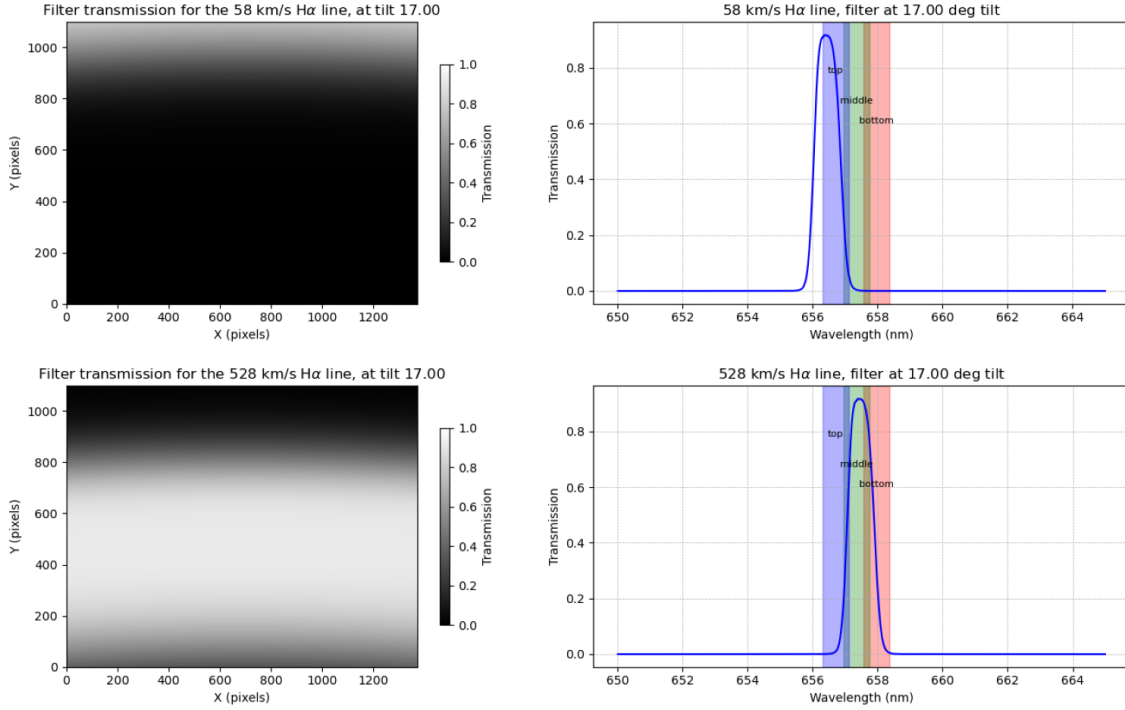 Filter transmission for the 58 km/s Hα line, at tilt 17.00
1000
800
600
400
200
0
Y (pixels)
0 200 400 600 800 1000 1200
X (pixels)
1.0
0.8
0.6
0.4
0.2
0.0
Transmission
58 km/s Hα line, filter at 17.00 deg tilt
0.8
0.6
0.4
0.2
0.0
Transmission
top
middle
bottom
650 652 654 656 658 660 662 664
Wavelength (nm)
Filter transmission for the 528 km/s Hα line, at tilt 17.00
1000
800
600
400
200
0
Y (pixels)
0 200 400 600 800 1000 1200
X (pixels)
1.0
0.8
0.6
0.4
0.2
0.0
Transmission
528 km/s Hα line, filter at 17.00 deg tilt
0.8
0.6
0.4
0.2
0.0
Transmission
top
middle
bottom
650 652 654 656 658 660 662 664
Wavelength (nm)